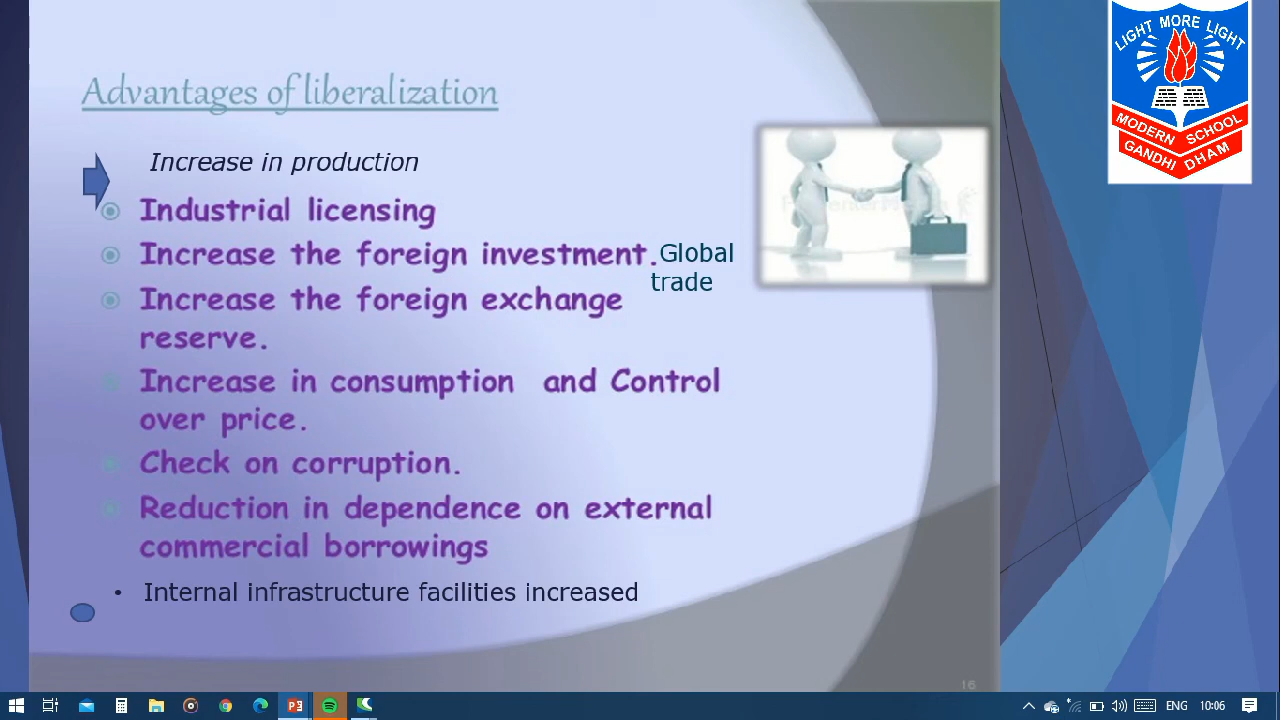 LIGHT MORE LIGHT
MODERN SCHOOL
GANDHI DHAM
Advantages of liberalization
Increase in production
Industrial licensing
Increase the foreign investment. Global
trade
Increase the foreign exchange
reserve.
Increase in consumption and Control
over price.
Check on corruption.
Reduction in dependence on external
commercial borrowings
• Internal infrastructure facilities increased
16
ENG 10:06